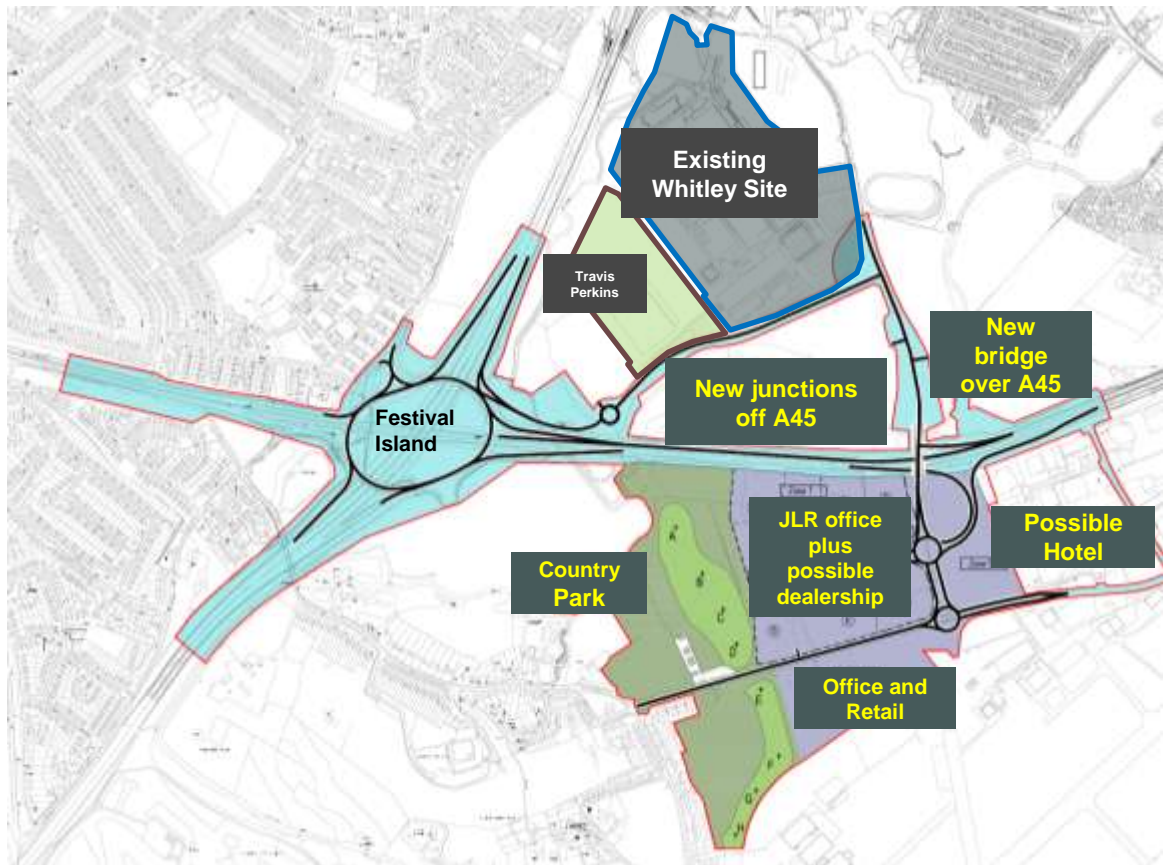 Existing
Whitley Site
Travis
Perkins
New
bridge
over A45
New junctions
off A45
Festival
Island
JLR office
plus
possible
dealership
Possible
Hotel
Country
Park
Office and
Retail
A
B
C
D
E
F
G
H